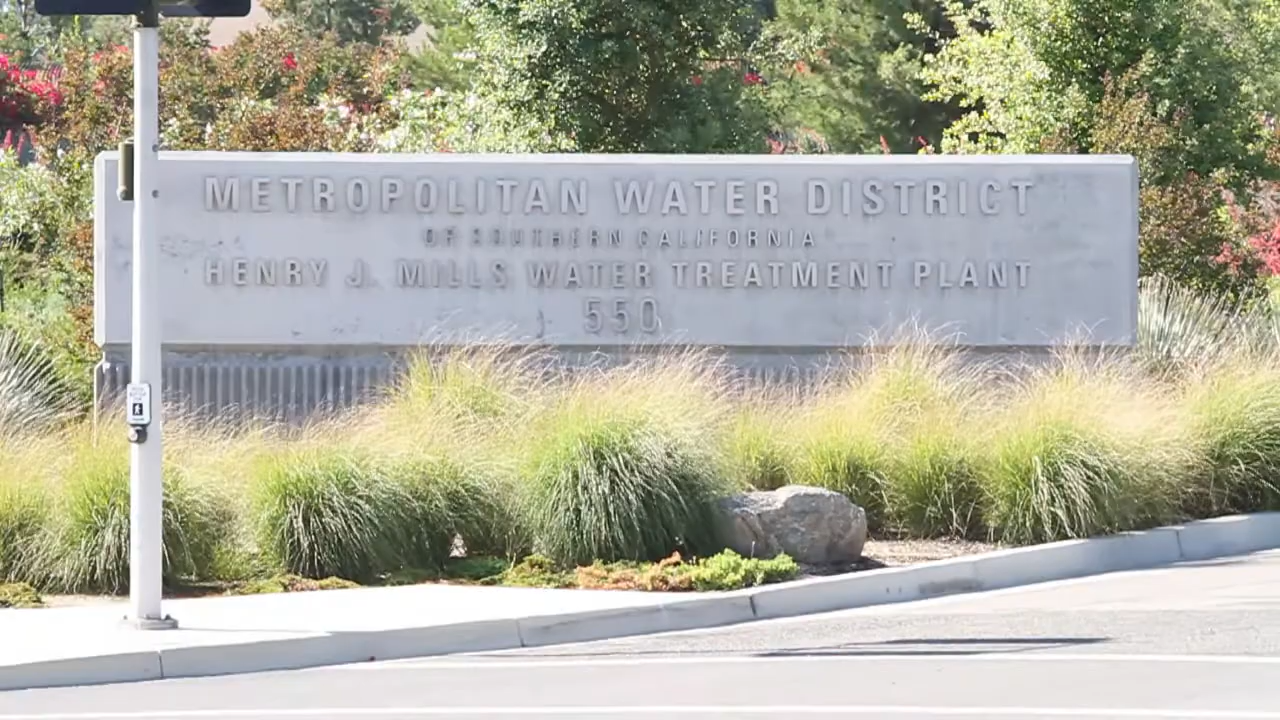 METROPOLITAN WATER DISTRICT
OF SOUTHERN CALIFORNIA
HENRY J. MILLS WATER TREATMENT PLANT
550